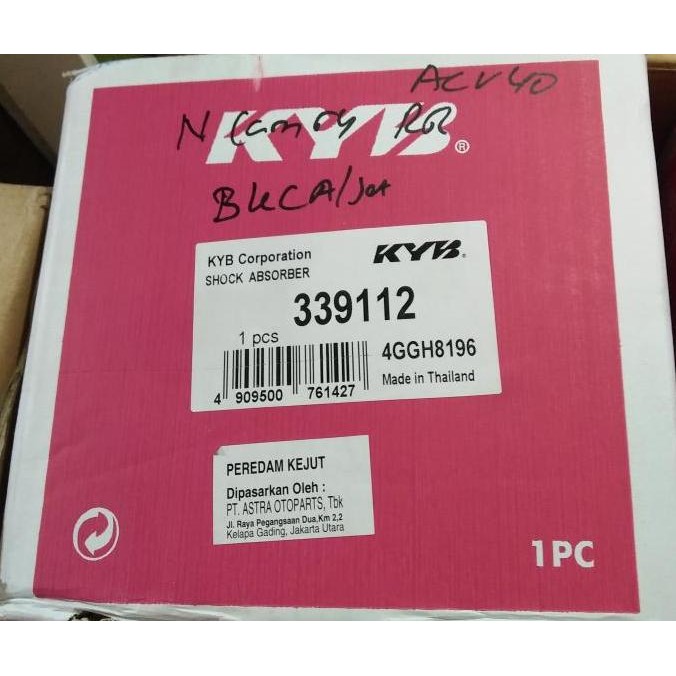 ACV40
N Camry RR
KYB®
KYB Corporation KYB®
SHOCK ABSORBER
339112
1 pcs
4GGH8196
4 909500 761427
Made in Thailand
PEREDAM KEJUT
Dipasarkan Oleh :
PT. ASTRA OTOPARTS, Tbk
Jl. Raya Pegangsaan Dua,Km 2,2
Kelapa Gading, Jakarta Utara
1PC